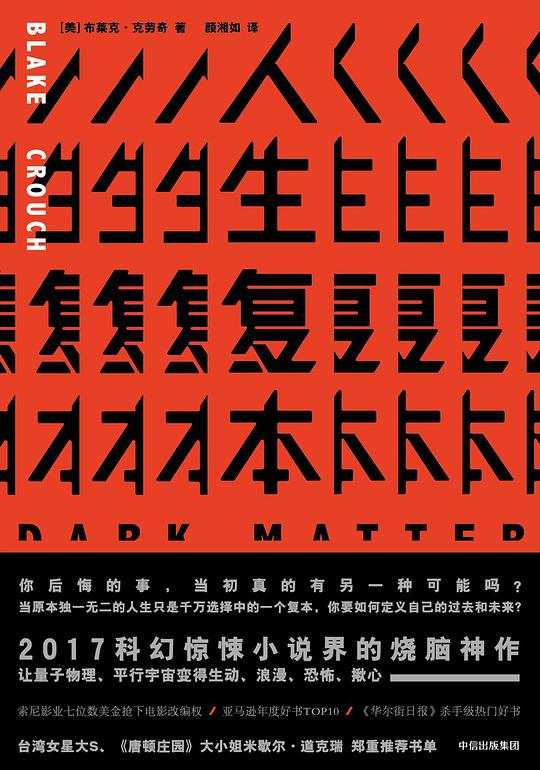 [美]布莱克·克劳奇 著 颜湘如 译
BLAKE CROUCH
人
生
复
本
DARK MATTER
你后悔的事，当初真的有另一种可能吗？
当原本独一无二的人生只是千万选择中的一个复本，你要如何定义自己的过去和未来？
2017科幻惊悚小说界的烧脑神作
让量子物理、平行宇宙变得生动、浪漫、恐怖、揪心
索尼影业七位数美金抢下电影改编权 / 亚马逊年度好书TOP10 / 《华尔街日报》杀手级热门好书
台湾女星大S、《唐顿庄园》大小姐米歇尔·道克瑞 郑重推荐书单 中信出版集团